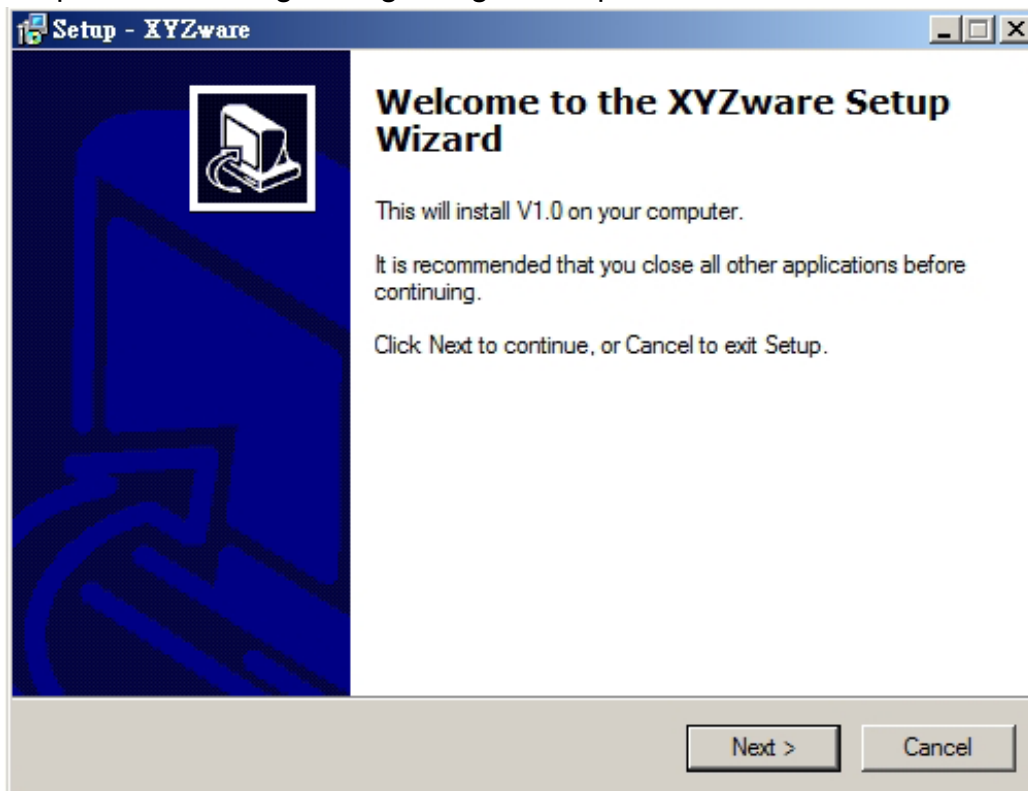 Setup - XYZware
Welcome to the XYZware Setup
Wizard
This will install V1.0 on your computer.
It is recommended that you close all other applications before
continuing.
Click Next to continue, or Cancel to exit Setup.
Next >
Cancel